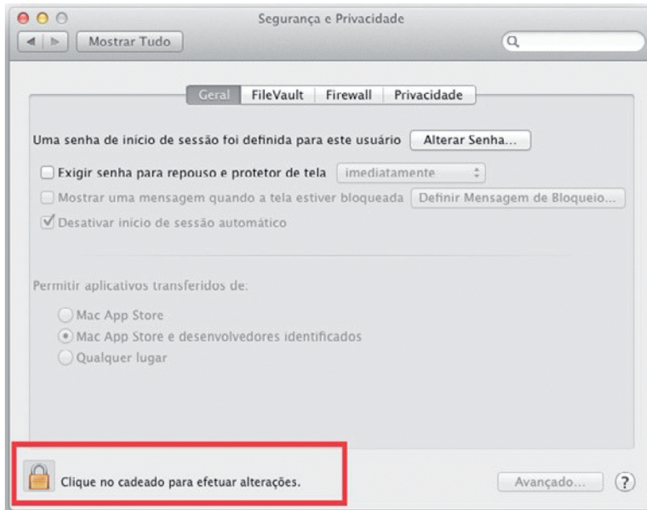 Segurança e Privacidade
Mostrar Tudo
Geral FileVault Firewall Privacidade
Uma senha de início de sessão foi definida para este usuário Alterar Senha...
Exigir senha para repouso e protetor de tela imediatamente
Mostrar uma mensagem quando a tela estiver bloqueada Definir Mensagem de Bloqueio...
Desativar início de sessão automático
Permitir aplicativos transferidos de:
Mac App Store
Mac App Store e desenvolvedores identificados
Qualquer lugar
Clique no cadeado para efetuar alterações.
Avançado... ?